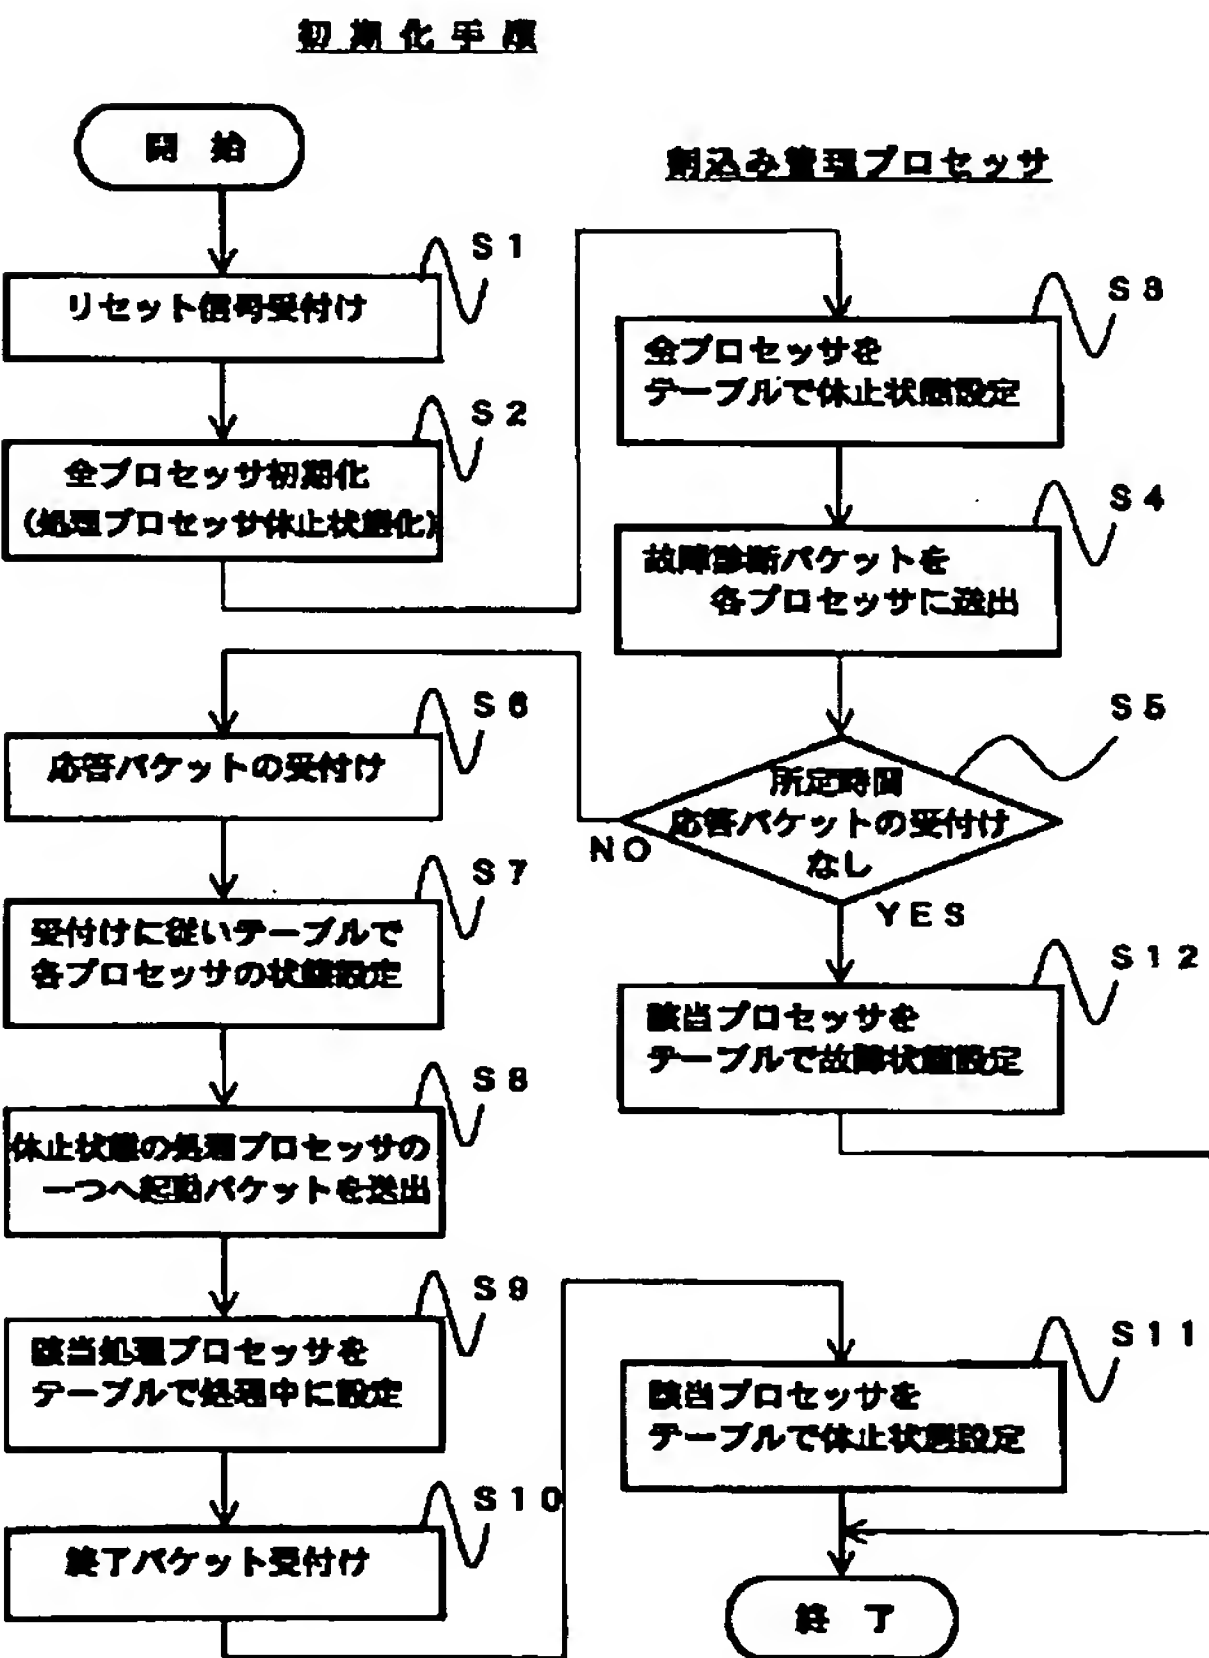 初期化手順
開始
S1
リセット信号受付け
S2
全プロセッサ初期化
(処理プロセッサ休止状態化)
割込み管理プロセッサ
S3
全プロセッサを
テーブルで休止状態設定
S4
故障診断パケットを
各プロセッサに送出
S5
所定時間
応答パケットの受付け
なし
NO
YES
S6
応答パケットの受付け
S7
受付けに従いテーブルで
各プロセッサの状態設定
S8
休止状態の処理プロセッサの
一つへ起動パケットを送出
S9
該当処理プロセッサを
テーブルで処理中に設定
S10
終了パケット受付け
S11
該当プロセッサを
テーブルで休止状態設定
S12
該当プロセッサを
テーブルで故障状態設定
終了